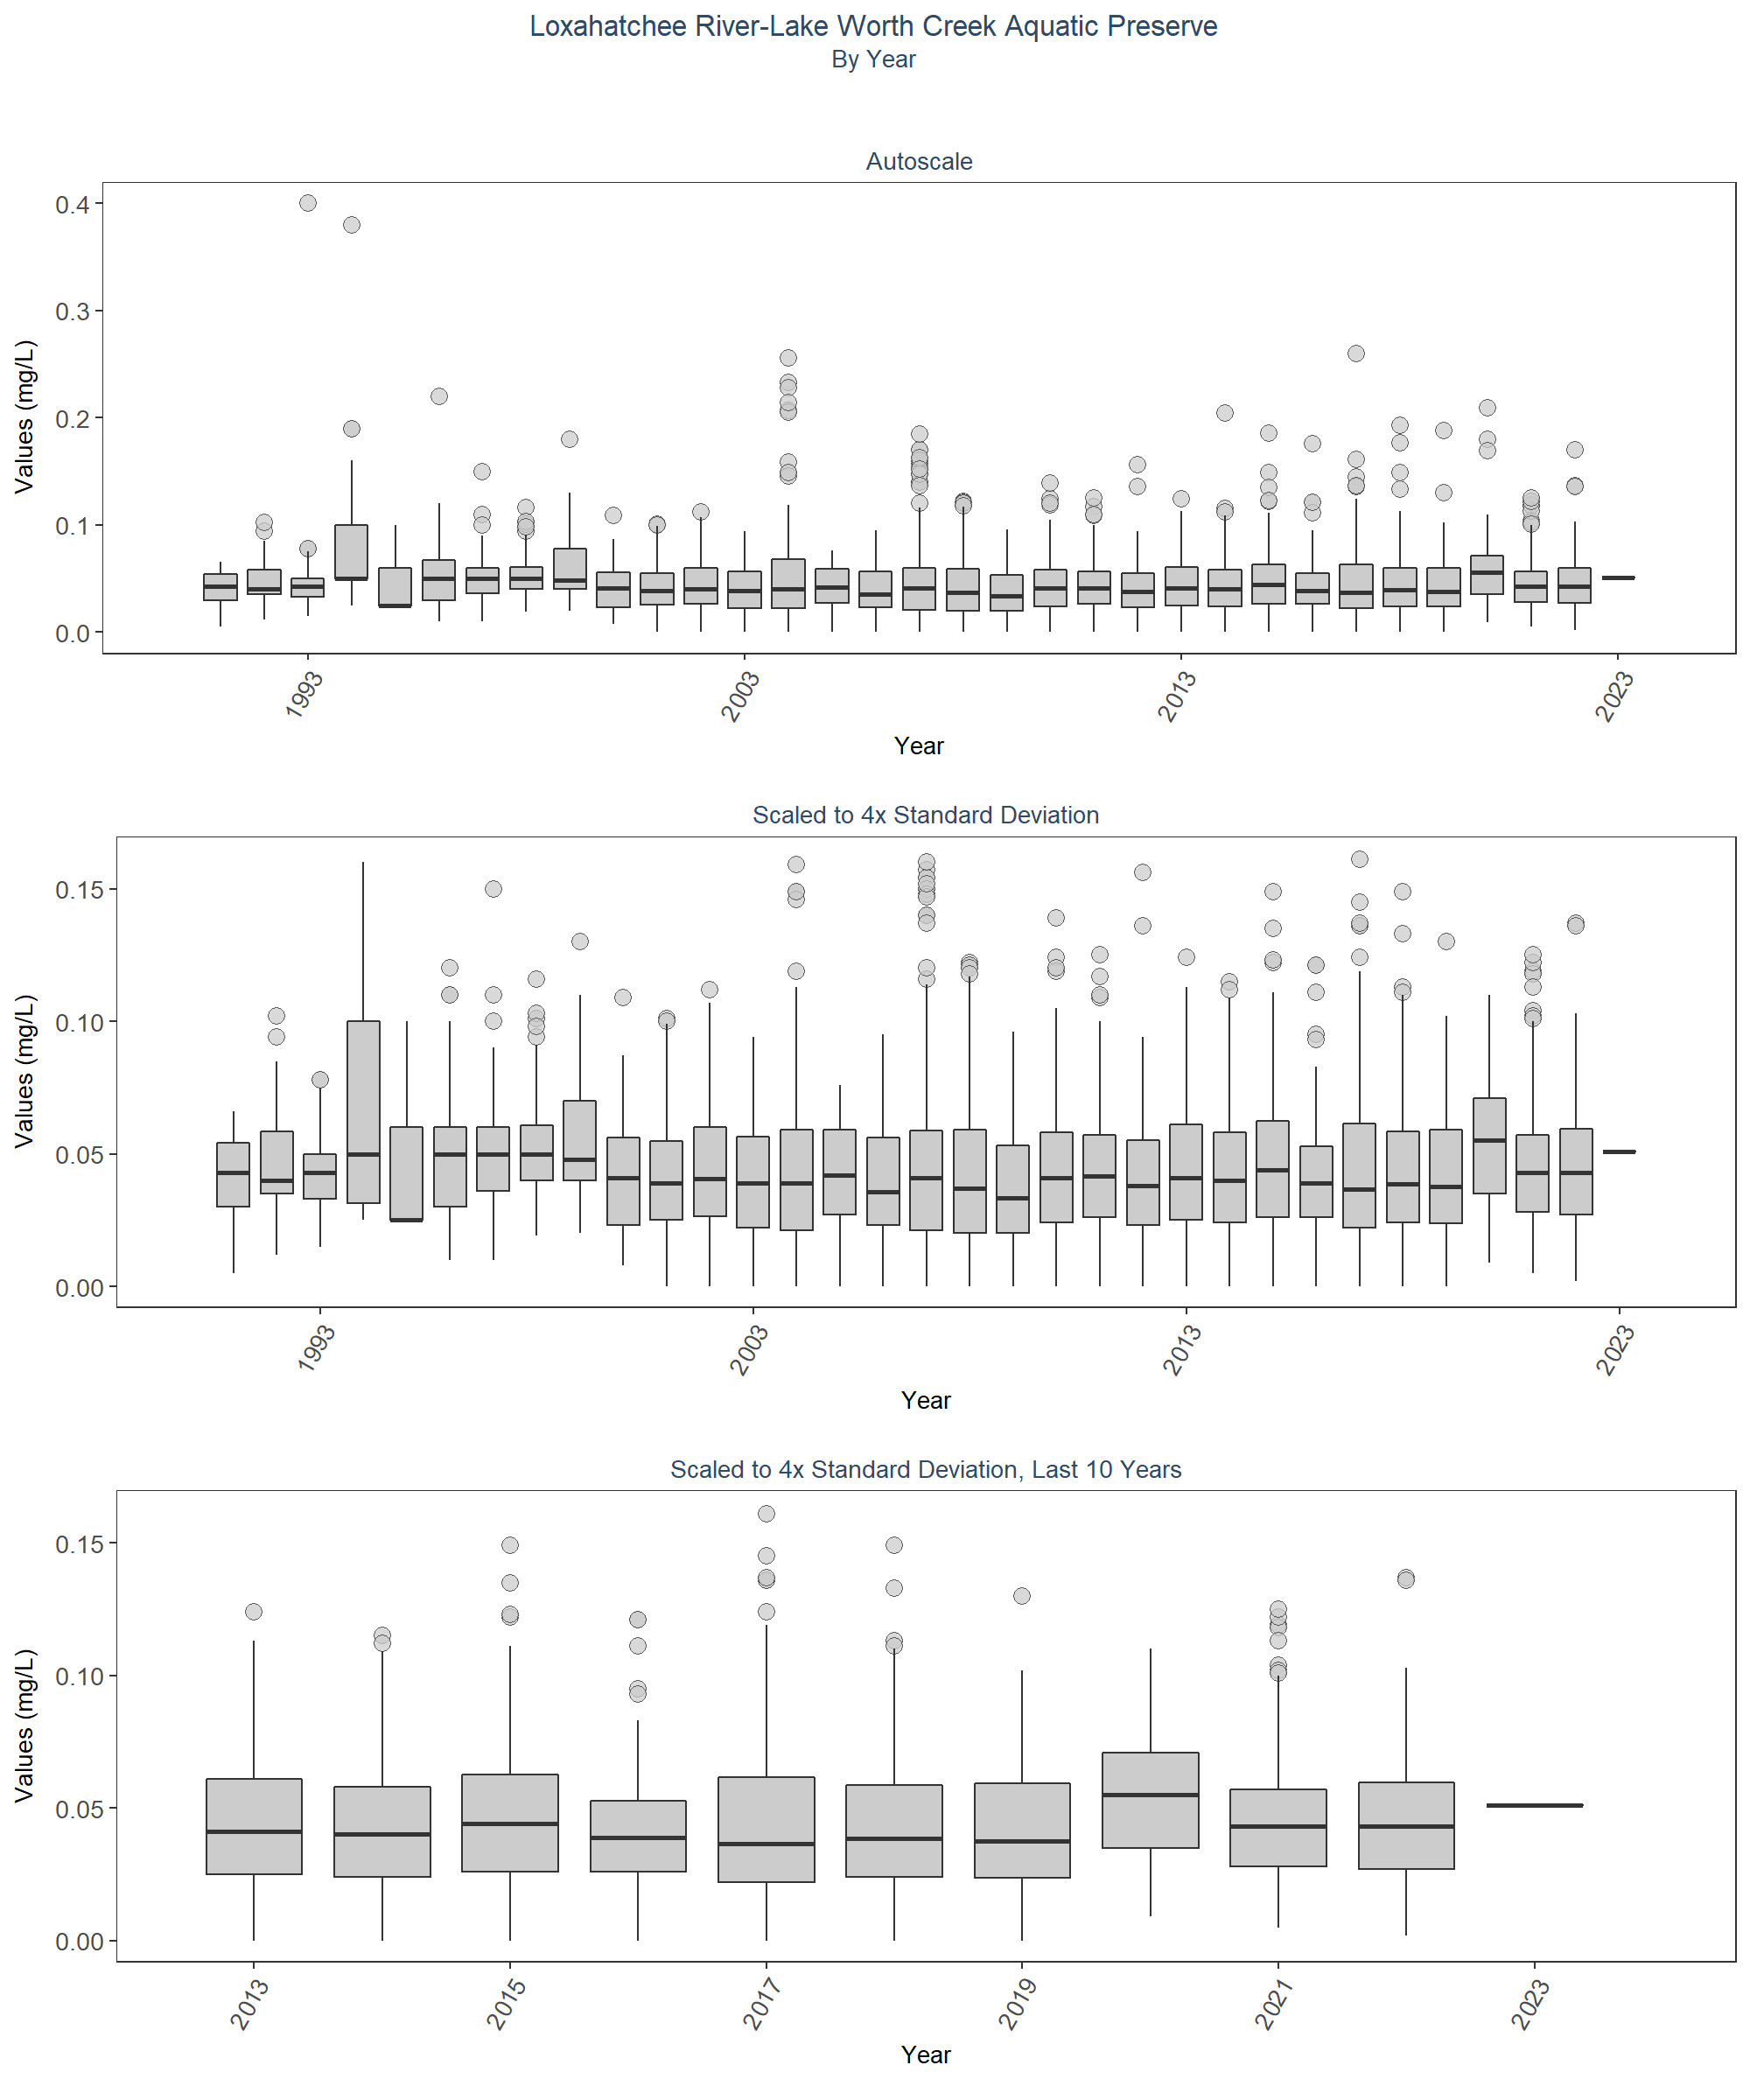 Loxahatchee River-Lake Worth Creek Aquatic Preserve
By Year
Autoscale
Values (mg/L)
0.4
0.3
0.2
0.1
0.0
1993 2003 2013 2023
Year
Scaled to 4x Standard Deviation
Values (mg/L)
0.15
0.10
0.05
0.00
1993 2003 2013 2023
Year
Scaled to 4x Standard Deviation, Last 10 Years
Values (mg/L)
0.15
0.10
0.05
0.00
2013 2015 2017 2019 2021 2023
Year